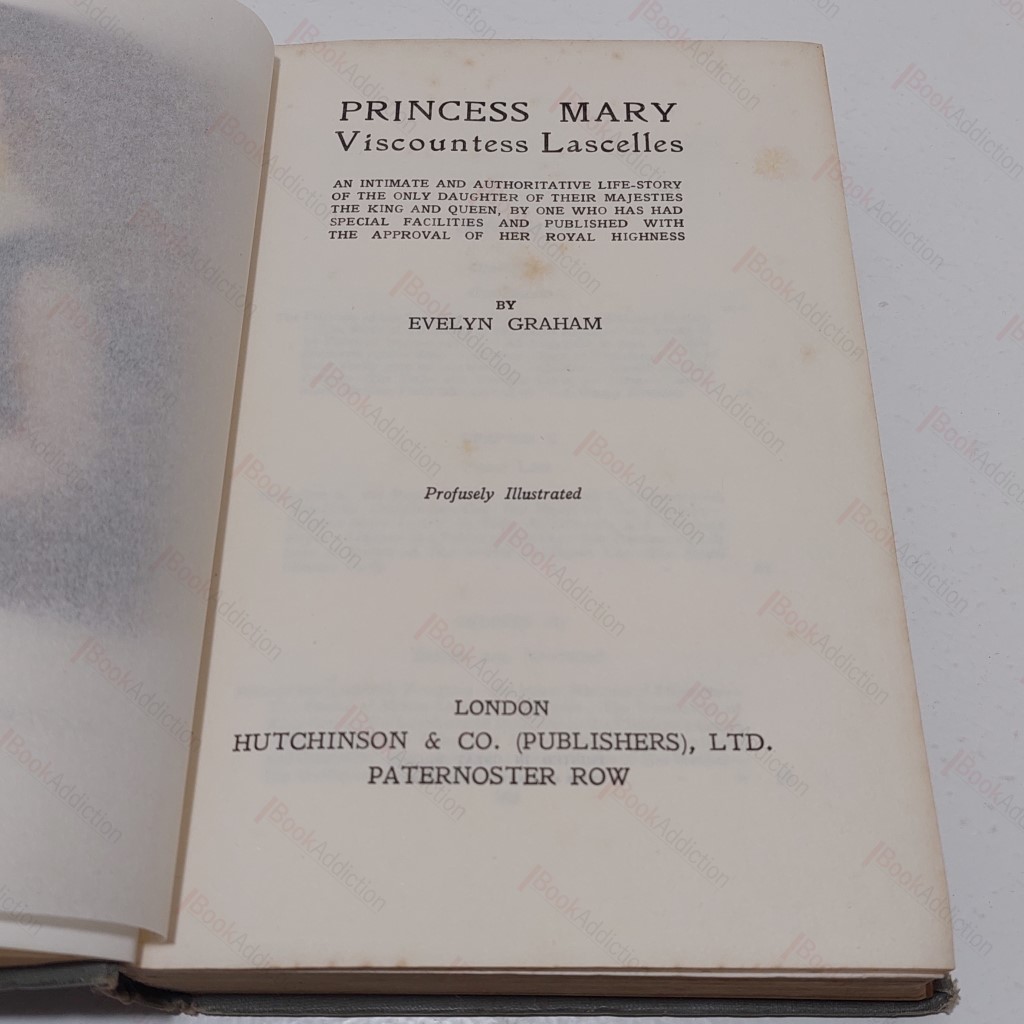 PRINCESS MARY
Viscountess Lascelles
AN INTIMATE AND AUTHORITATIVE LIFE-STORY
OF THE ONLY DAUGHTER OF THEIR MAJESTIES
THE KING AND QUEEN, BY ONE WHO HAS HAD
SPECIAL FACILITIES AND PUBLISHED WITH
THE APPROVAL OF HER ROYAL HIGHNESS
BY
EVELYN GRAHAM
Profusely Illustrated
LONDON
HUTCHINSON & CO. (PUBLISHERS), LTD.
PATERNOSTER ROW
BookAddiction